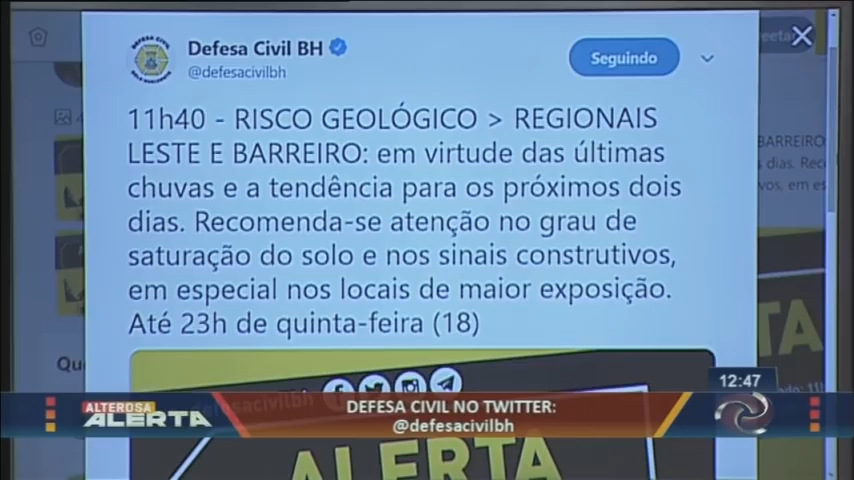 Defesa Civil BH
@defesacivilbh
Seguindo
11h40 - RISCO GEOLÓGICO > REGIONAIS
LESTE E BARREIRO: em virtude das últimas
chuvas e a tendência para os próximos dois
dias. Recomenda-se atenção no grau de
saturação do solo e nos sinais construtivos,
em especial nos locais de maior exposição.
Até 23h de quinta-feira (18)
defesacivilbh
ALERTA
12:47
ALTEROSA
ALERTA
DEFESA CIVIL NO TWITTER:
@defesacivilbh